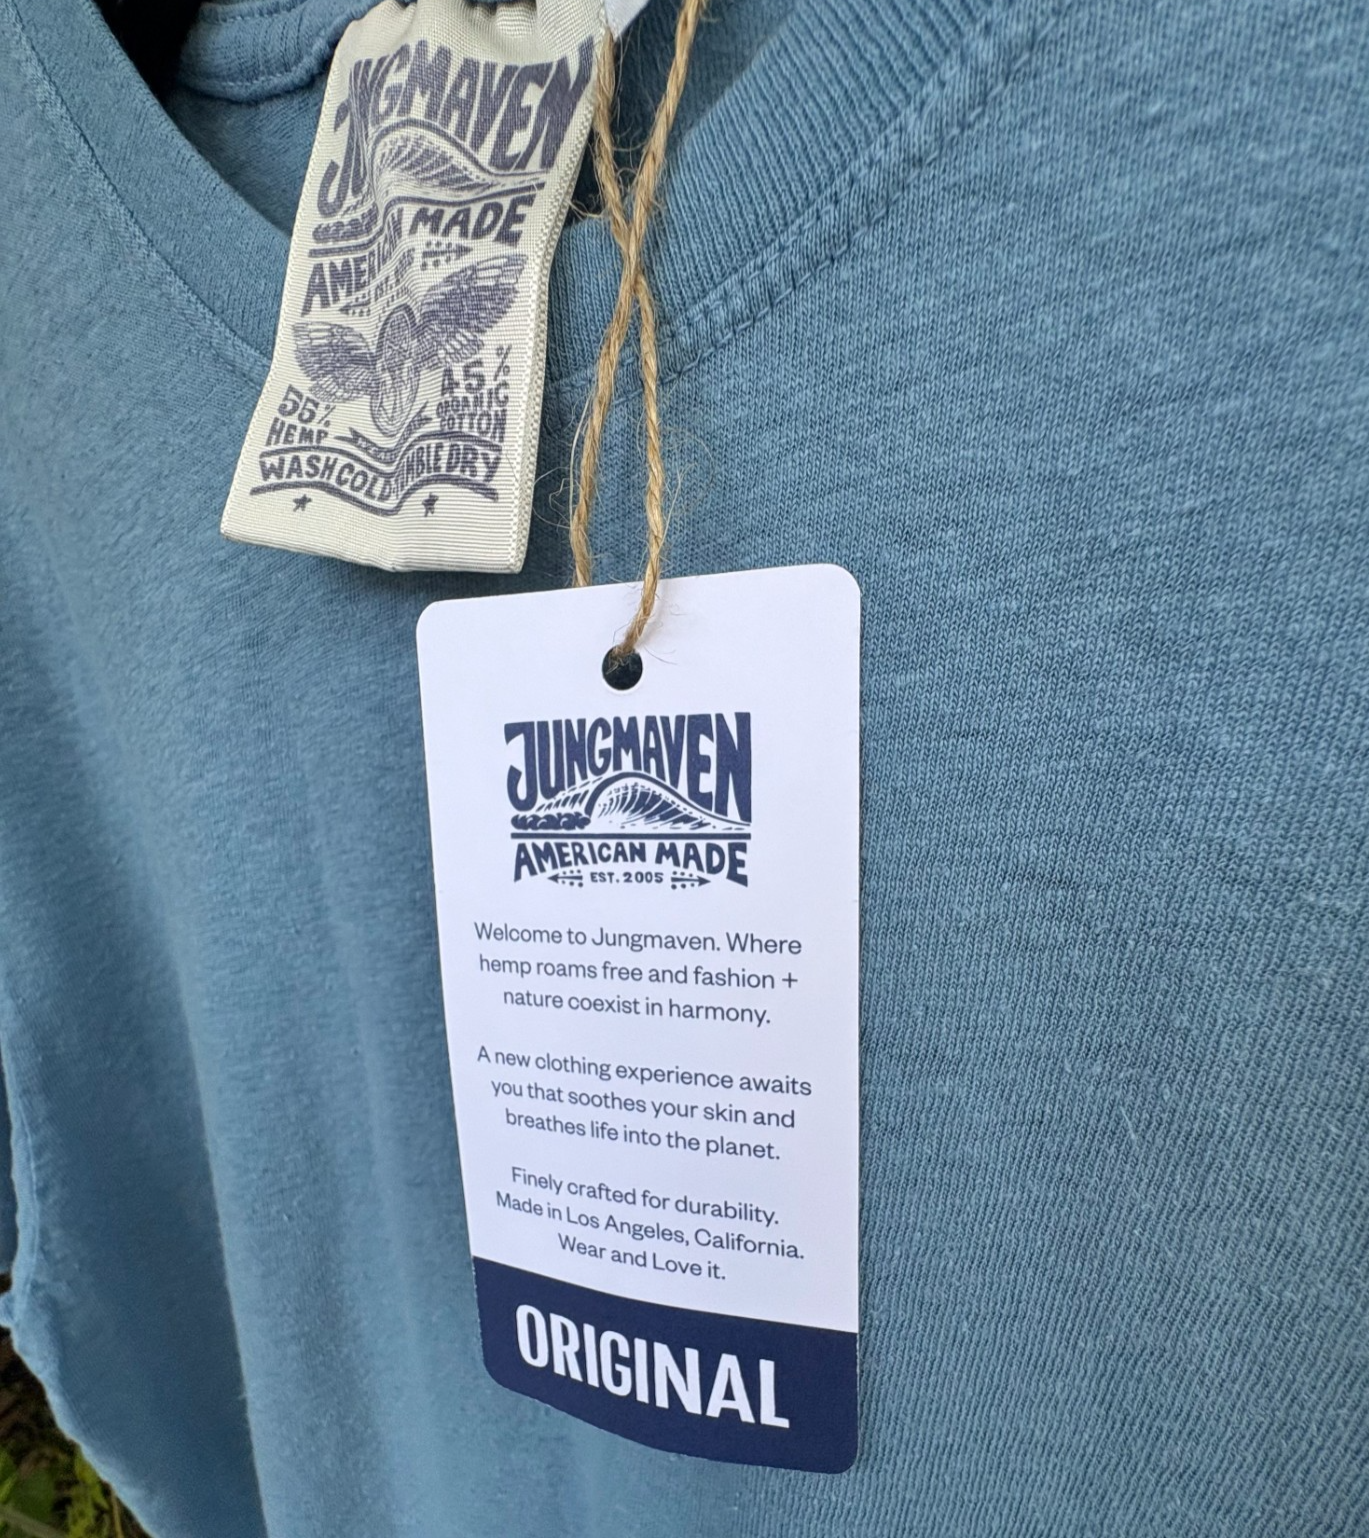 JUNGMAVEN
AMERICAN MADE
55% HEMP
45% ORGANIC COTTON
WASH COLD TUMBLE DRY
JUNGMAVEN
AMERICAN MADE
EST. 2005
Welcome to Jungmaven. Where
hemp roams free and fashion +
nature coexist in harmony.
A new clothing experience awaits
you that soothes your skin and
breathes life into the planet.
Finely crafted for durability.
Made in Los Angeles, California.
Wear and Love it.
ORIGINAL